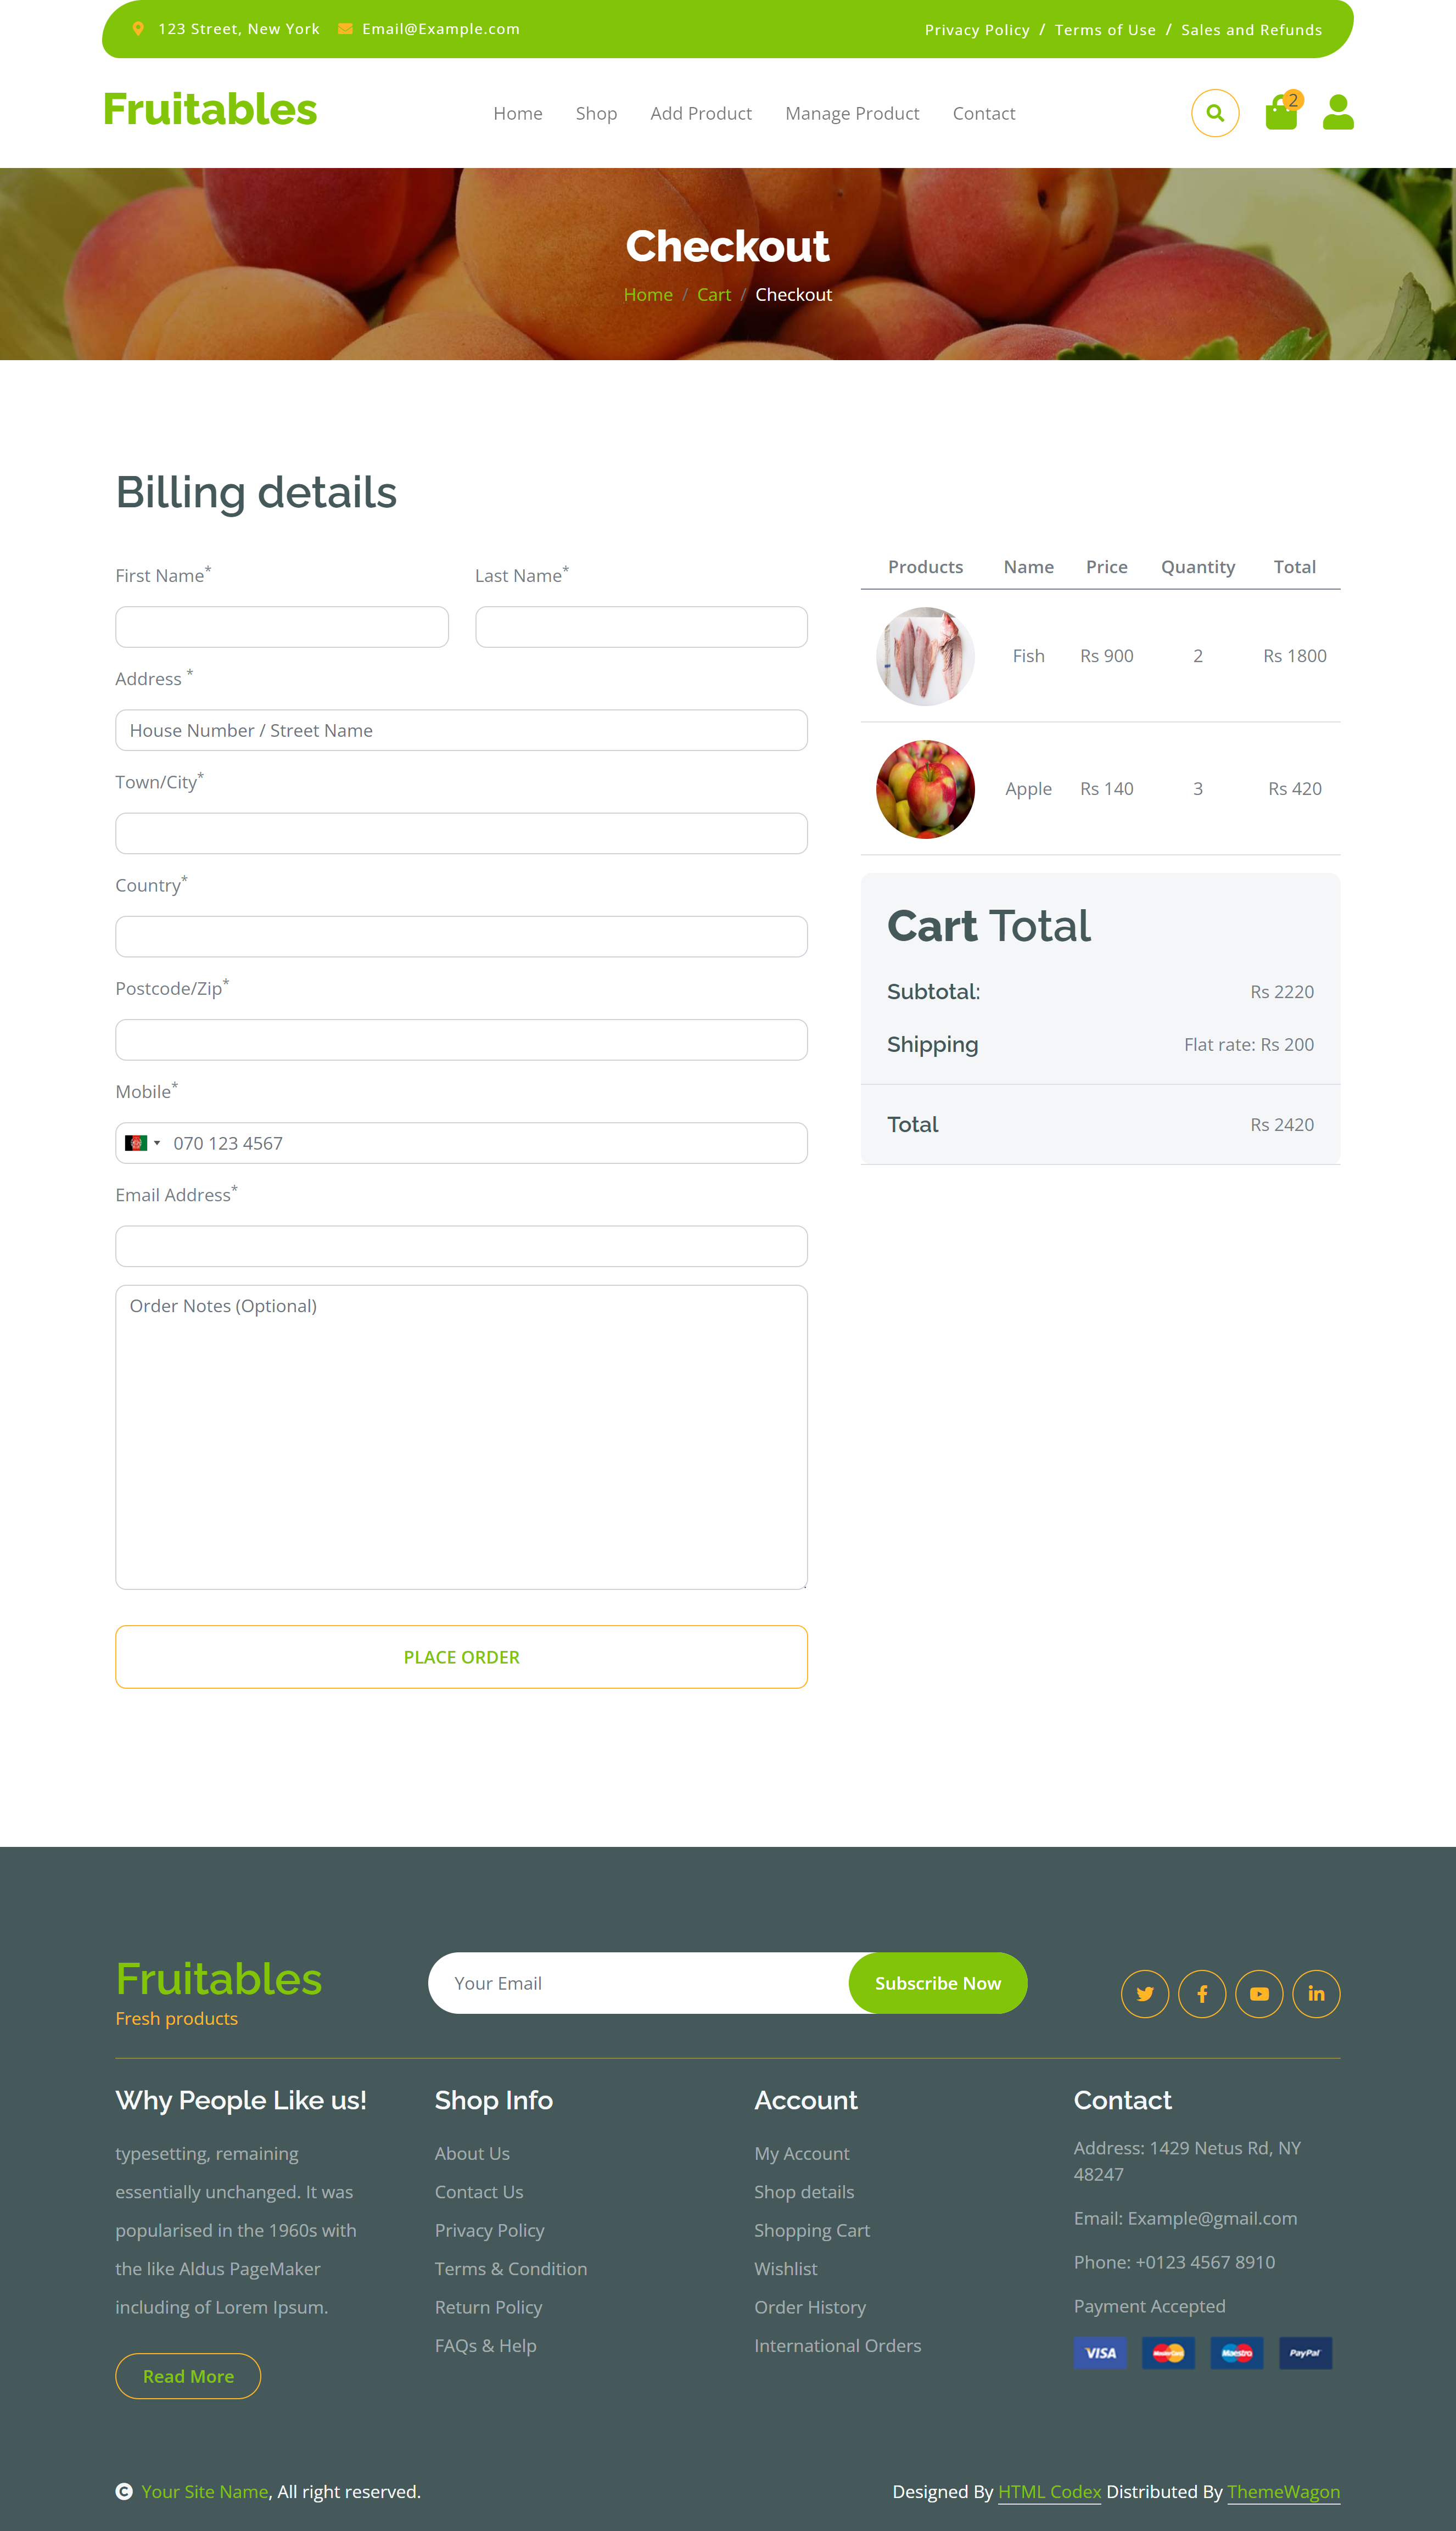 123 Street, New York Email@Example.com Privacy Policy / Terms of Use / Sales and Refunds
Fruitables Home Shop Add Product Manage Product Contact 2
Checkout
Home / Cart / Checkout
Billing details
First Name* Last Name*
Address *
House Number / Street Name
Town/City*
Country*
Postcode/Zip*
Mobile*
070 123 4567
Email Address*
Order Notes (Optional)
PLACE ORDER
Products Name Price Quantity Total
Fish Rs 900 2 Rs 1800
Apple Rs 140 3 Rs 420
Cart Total
Subtotal: Rs 2220
Shipping Flat rate: Rs 200
Total Rs 2420
Fruitables
Fresh products
Your Email Subscribe Now
Why People Like us!
typesetting, remaining
essentially unchanged. It was
popularised in the 1960s with
the like Aldus PageMaker
including of Lorem Ipsum.
Read More
Shop Info
About Us
Contact Us
Privacy Policy
Terms & Condition
Return Policy
FAQs & Help
Account
My Account
Shop details
Shopping Cart
Wishlist
Order History
International Orders
Contact
Address: 1429 Netus Rd, NY
48247
Email: Example@gmail.com
Phone: +0123 4567 8910
Payment Accepted
VISA MasterCard Maestro PayPal
Your Site Name, All right reserved. Designed By HTML Codex Distributed By ThemeWagon